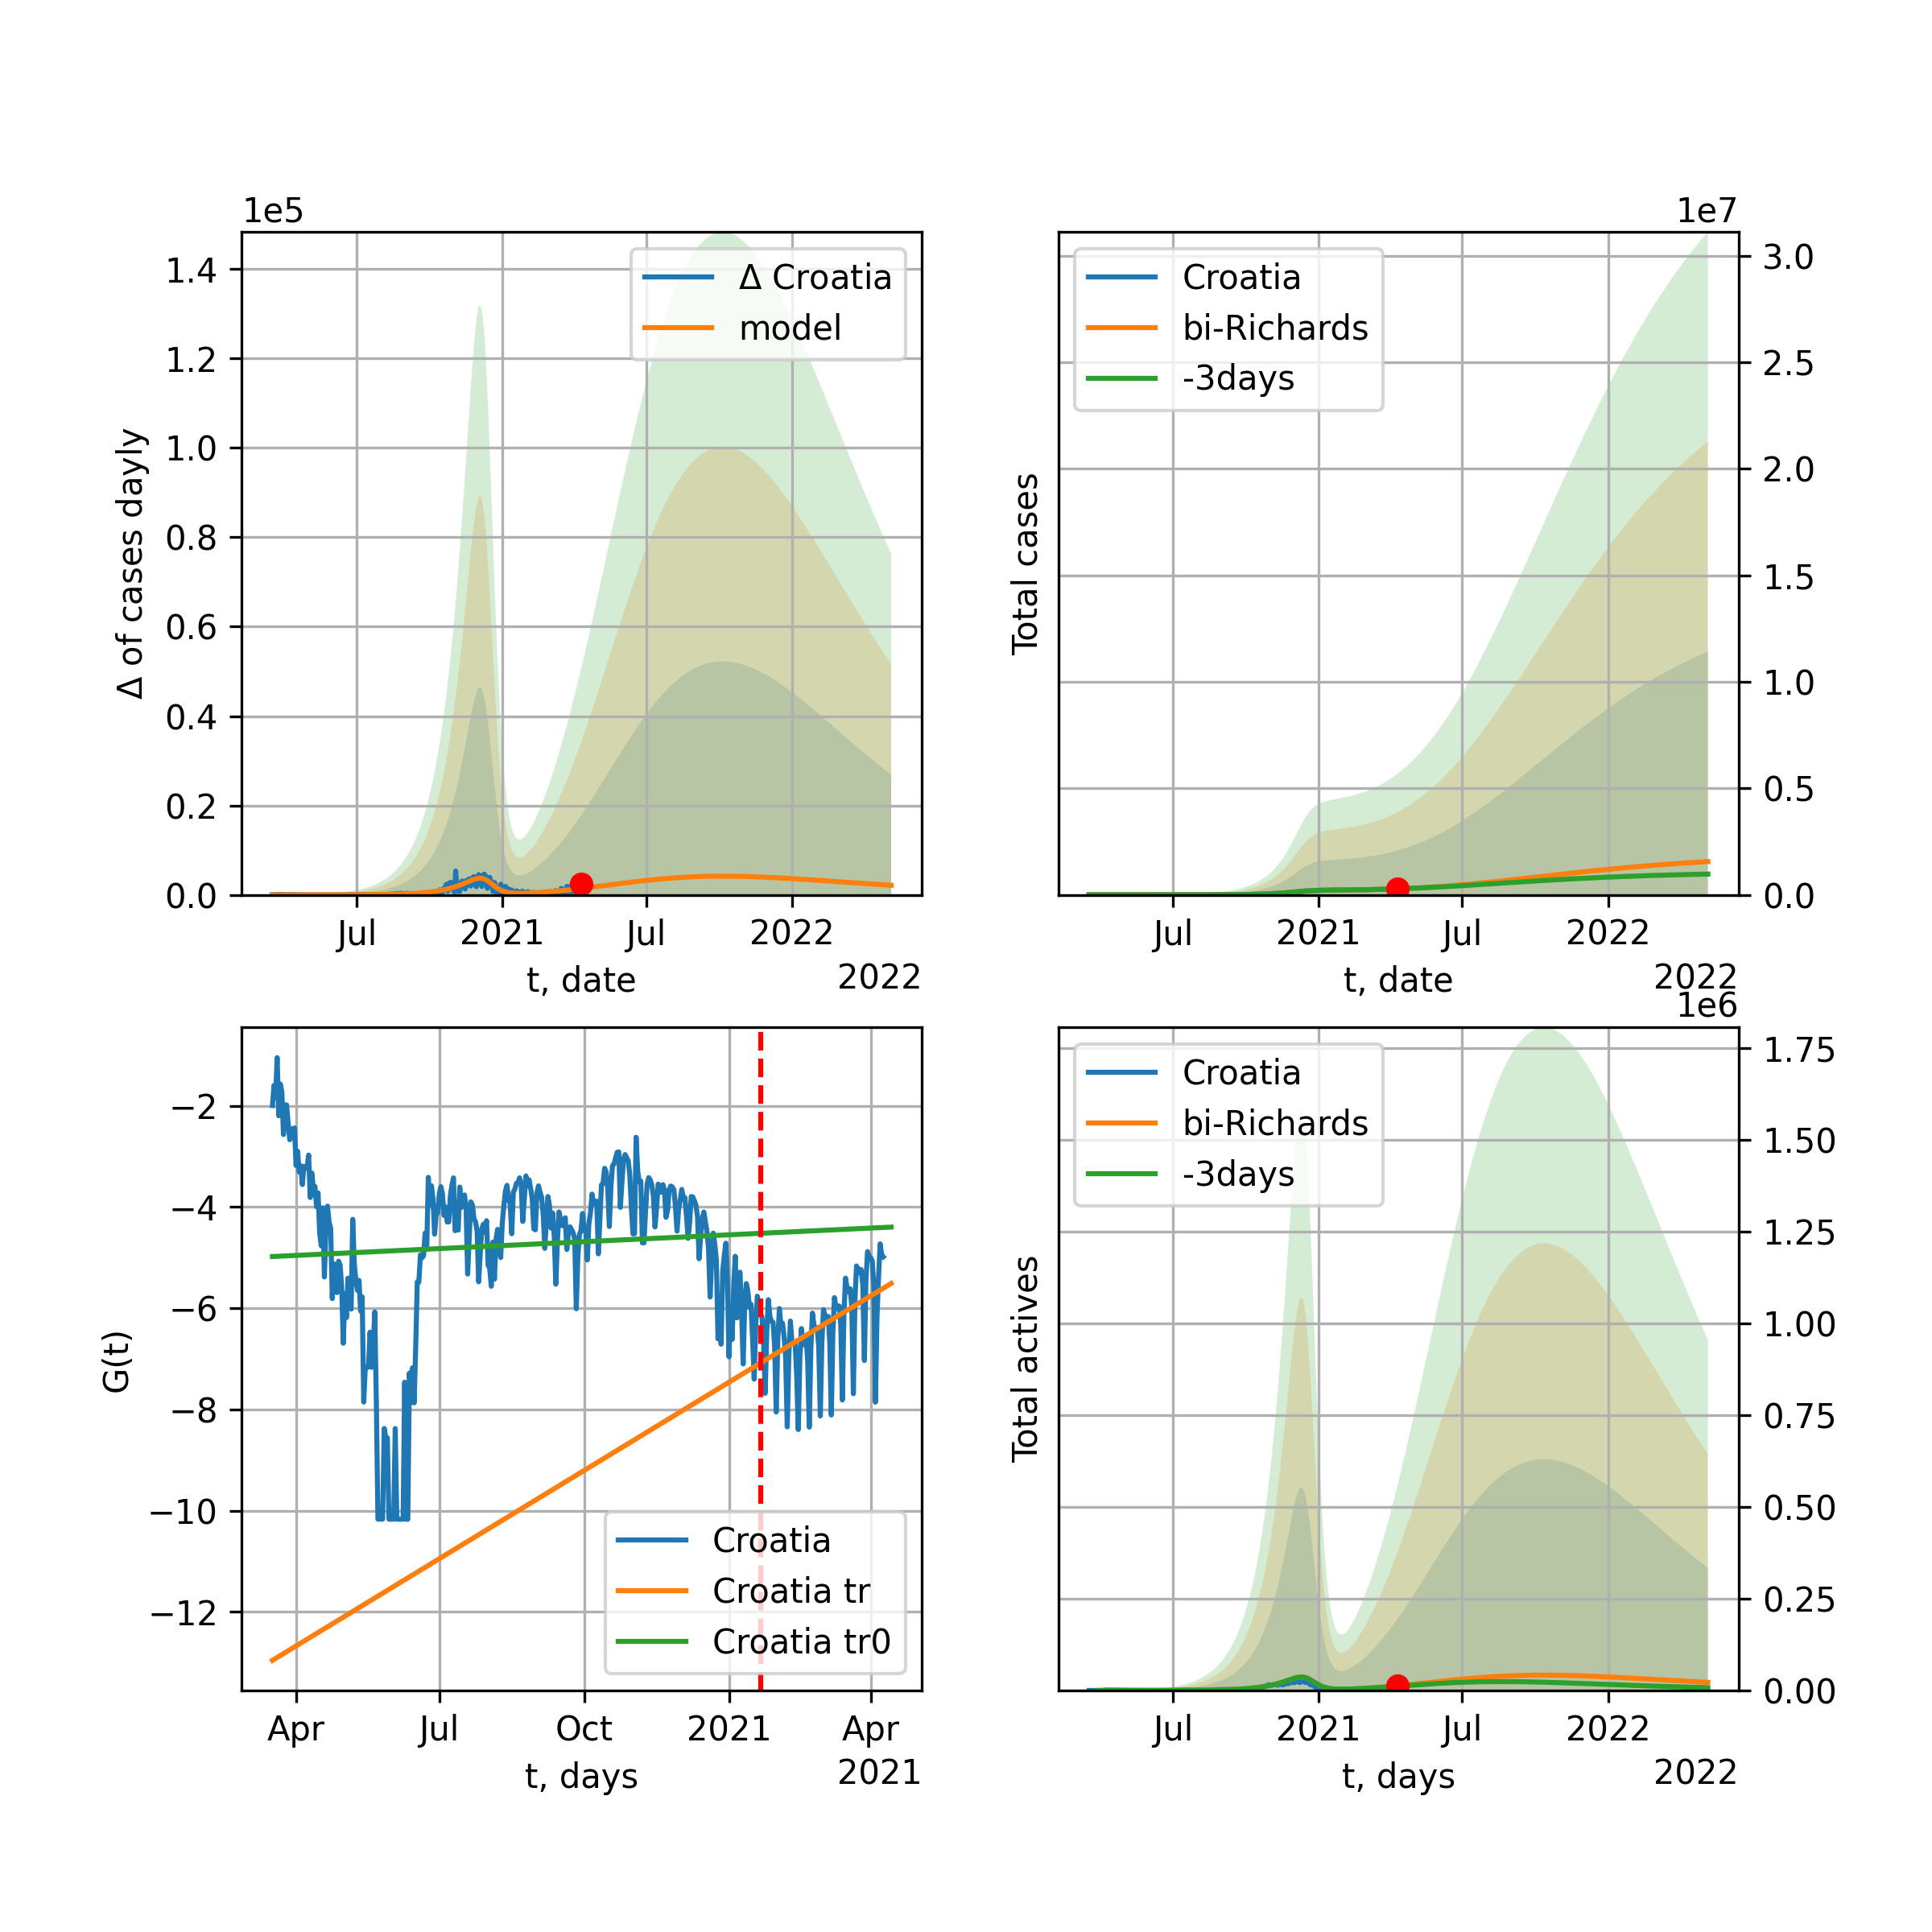 1e5
1.4
1.2
1.0
0.8
0.6
0.4
0.2
0.0
Δ of cases dayly
Δ Croatia
model
Jul 2021 Jul 2022
t, date
2022
1e7
3.0
2.5
2.0
1.5
1.0
0.5
0.0
Total cases
Croatia
bi-Richards
-3days
Jul 2021 Jul 2022
t, date
2022
−2
−4
−6
−8
−10
−12
G(t)
Croatia
Croatia tr
Croatia tr0
Apr Jul Oct 2021 Apr
t, days
2021
1e6
1.75
1.50
1.25
1.00
0.75
0.50
0.25
0.00
Total actives
Croatia
bi-Richards
-3days
Jul 2021 Jul 2022
t, days
2022